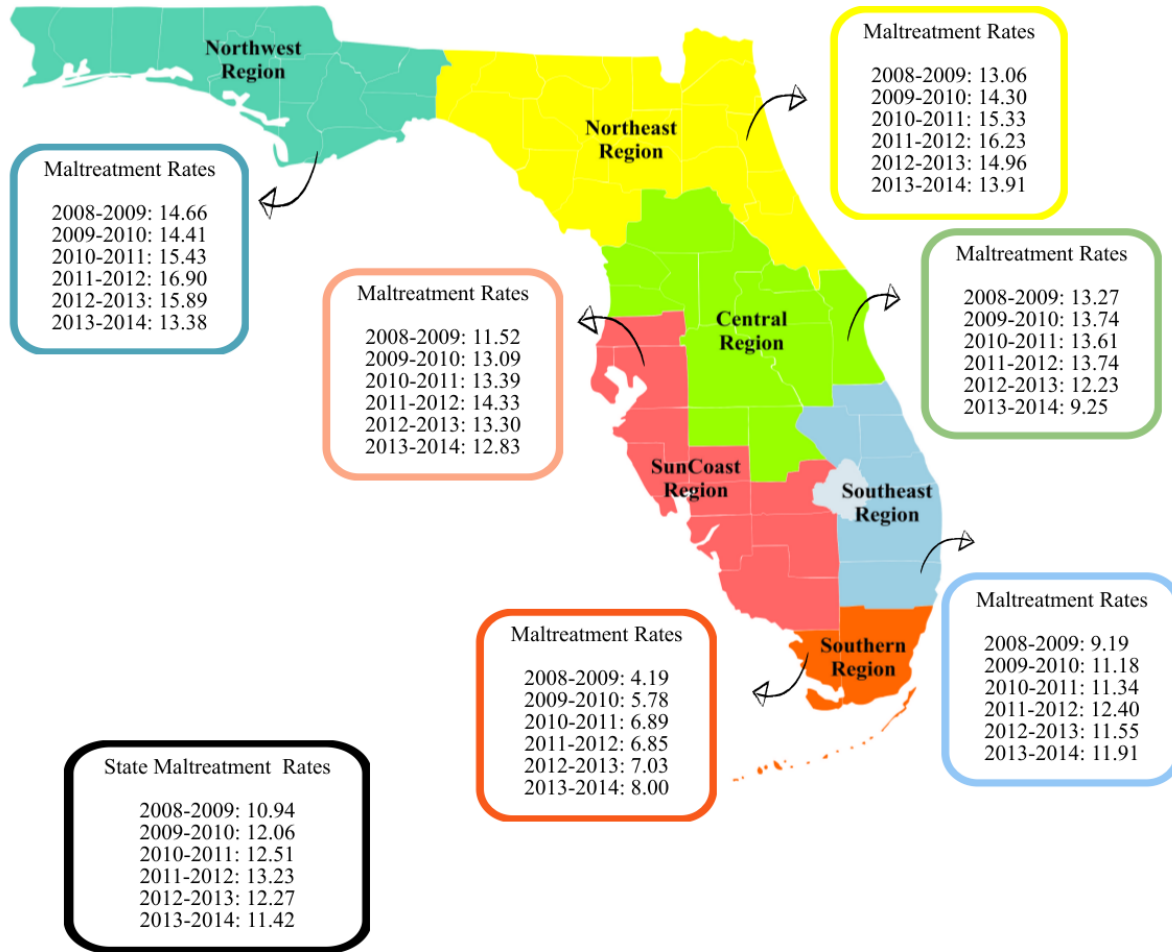 Northwest
Region
Northeast
Region
Central
Region
SunCoast
Region
Southeast
Region
Southern
Region
Maltreatment Rates
2008-2009: 13.06
2009-2010: 14.30
2010-2011: 15.33
2011-2012: 16.23
2012-2013: 14.96
2013-2014: 13.91
Maltreatment Rates
2008-2009: 14.66
2009-2010: 14.41
2010-2011: 15.43
2011-2012: 16.90
2012-2013: 15.89
2013-2014: 13.38
Maltreatment Rates
2008-2009: 13.27
2009-2010: 13.74
2010-2011: 13.61
2011-2012: 13.74
2012-2013: 12.23
2013-2014: 9.25
Maltreatment Rates
2008-2009: 11.52
2009-2010: 13.09
2010-2011: 13.39
2011-2012: 14.33
2012-2013: 13.30
2013-2014: 12.83
Maltreatment Rates
2008-2009: 9.19
2009-2010: 11.18
2010-2011: 11.34
2011-2012: 12.40
2012-2013: 11.55
2013-2014: 11.91
Maltreatment Rates
2008-2009: 4.19
2009-2010: 5.78
2010-2011: 6.89
2011-2012: 6.85
2012-2013: 7.03
2013-2014: 8.00
State Maltreatment Rates
2008-2009: 10.94
2009-2010: 12.06
2010-2011: 12.51
2011-2012: 13.23
2012-2013: 12.27
2013-2014: 11.42